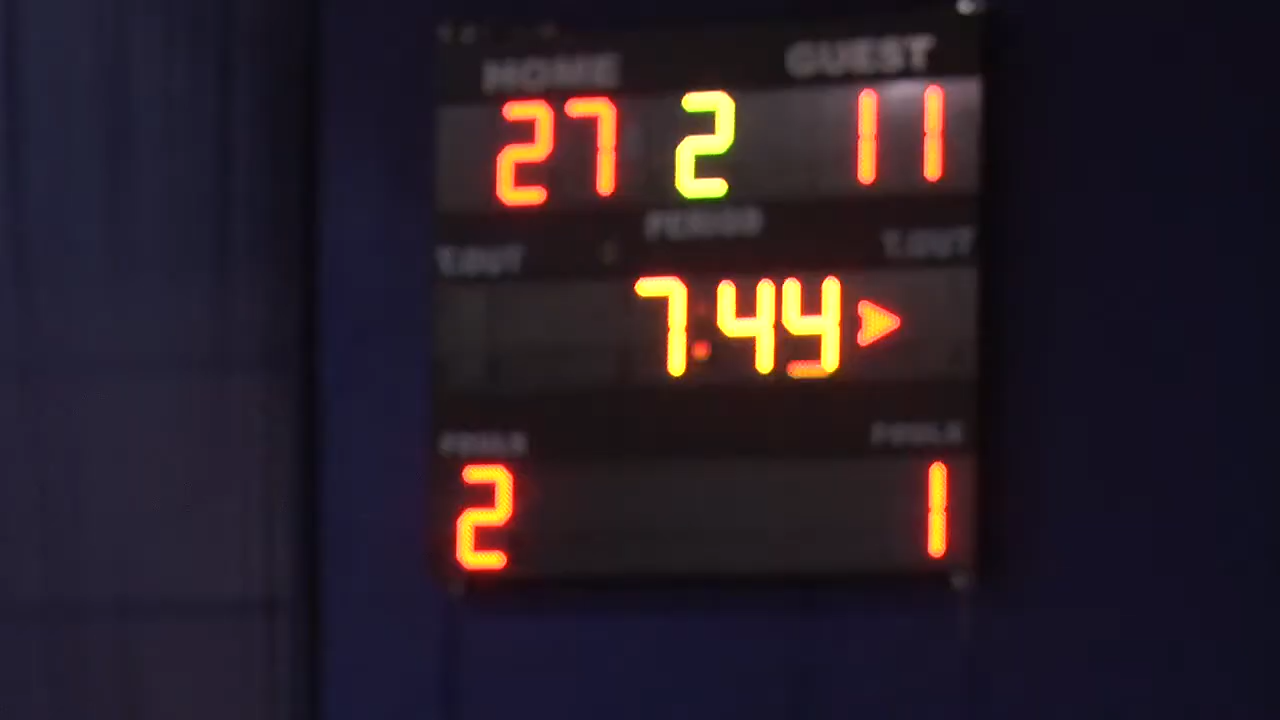 HOME GUEST
27 2 11
PERIOD
T.OUT T.OUT
7.44
FOULS FOULS
2 1